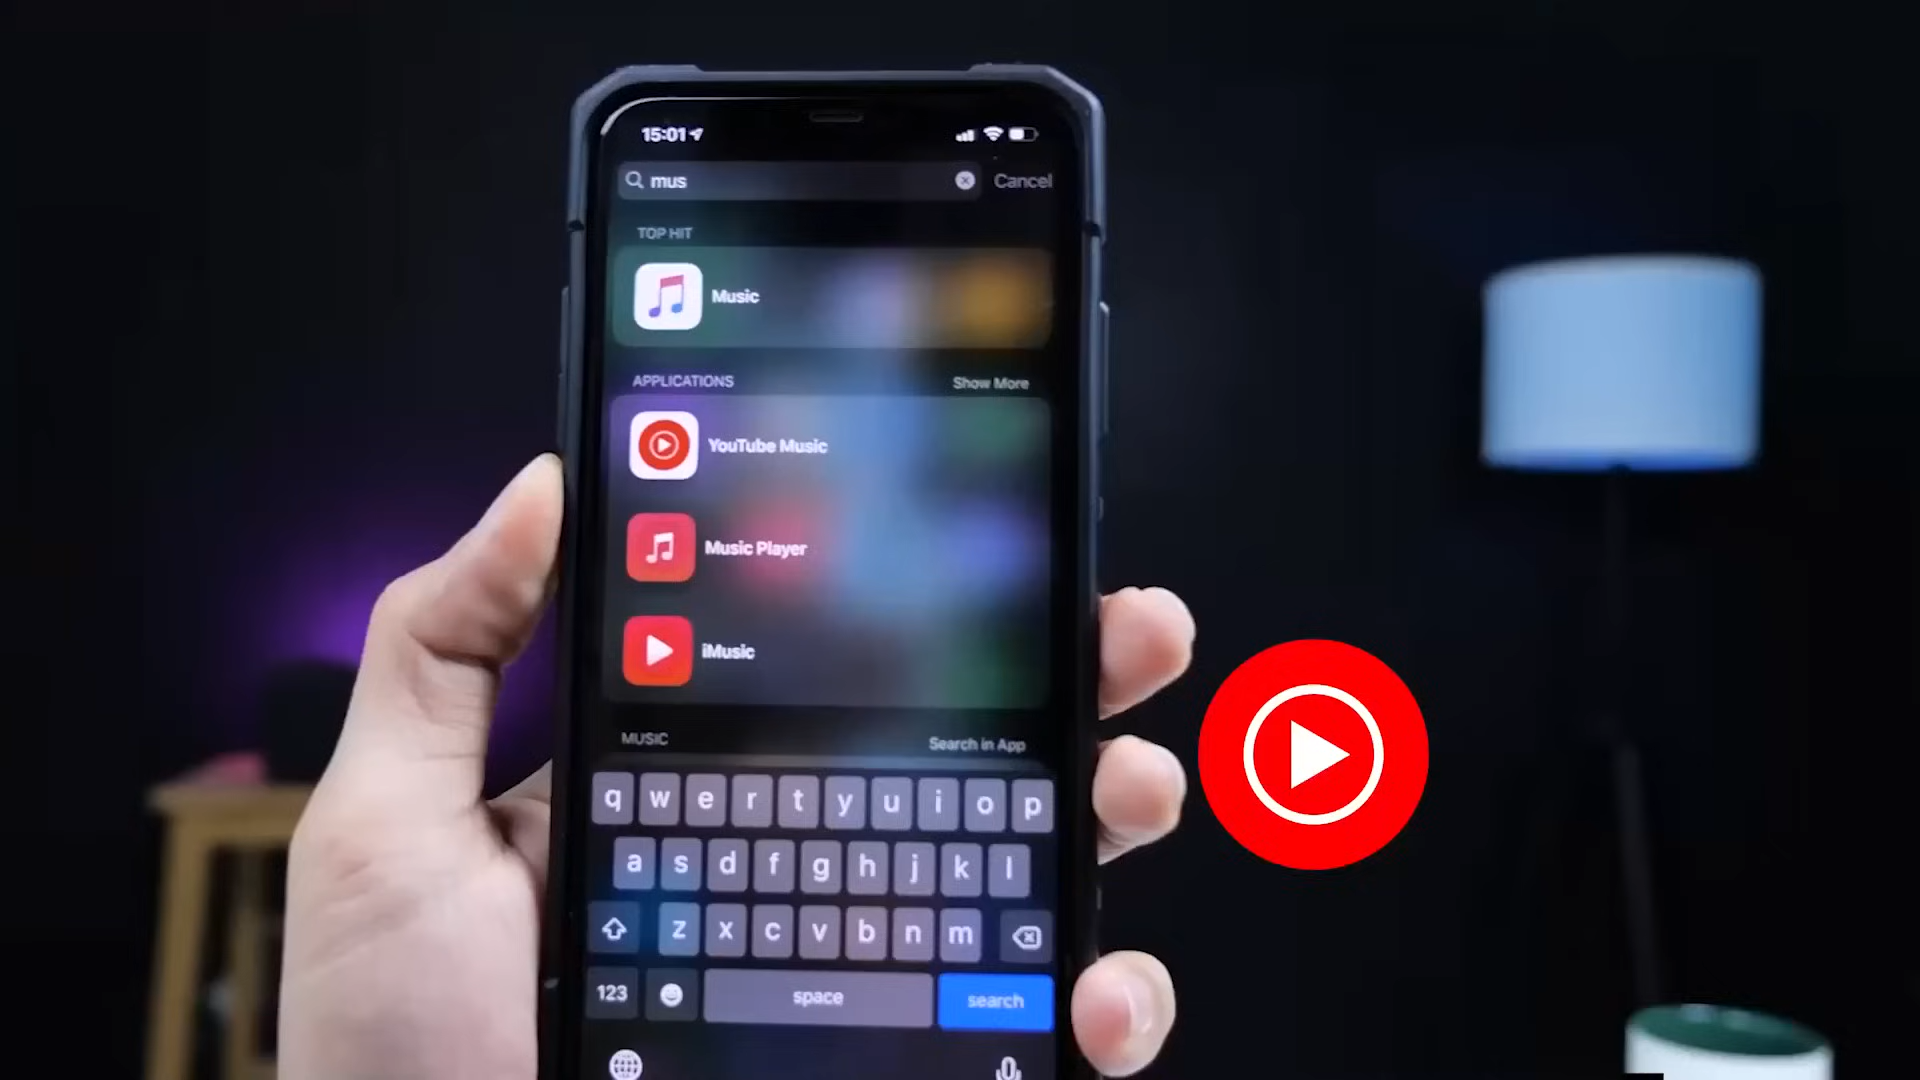 15:01
mus
Cancel
TOP HIT
Music
APPLICATIONS
Show More
YouTube Music
Music Player
iMusic
MUSIC
Search in App
q w e r t y u i o p
a s d f g h j k l
z x c v b n m
123
space
search